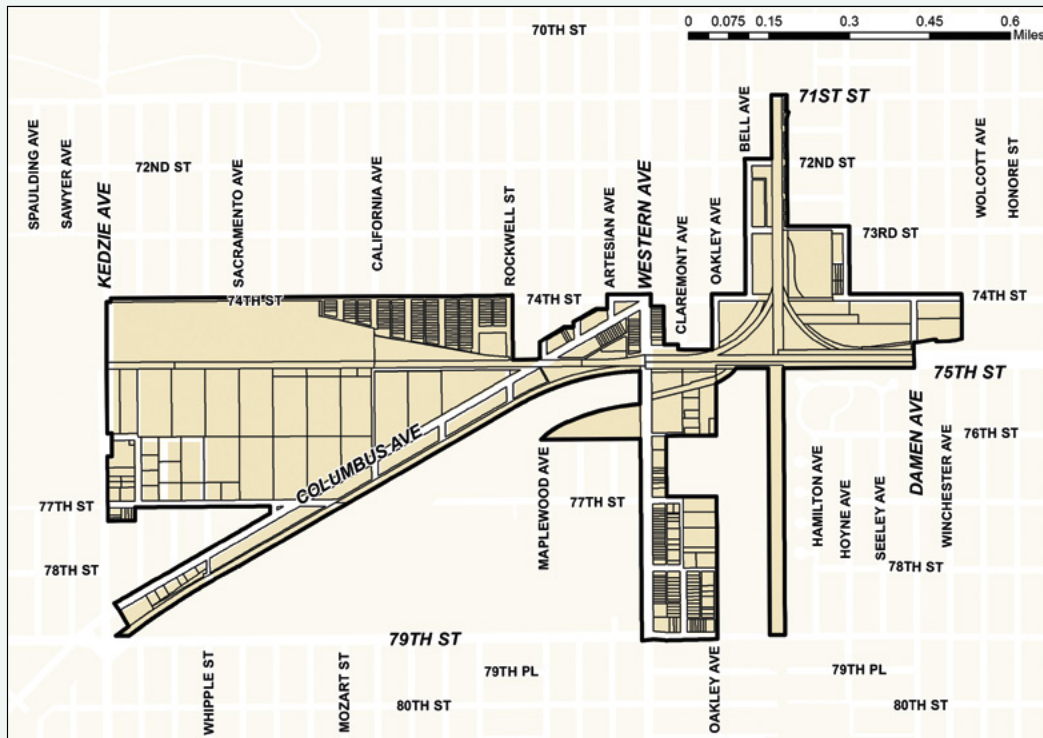 0 0.075 0.15 0.3 0.45 0.6
Miles
70TH ST
71ST ST
BELL AVE
SPAULDING AVE
SAWYER AVE
KEDZIE AVE
72ND ST
SACRAMENTO AVE
CALIFORNIA AVE
ROCKWELL ST
ARTESIAN AVE
WESTERN AVE
CLAREMONT AVE
OAKLEY AVE
72ND ST
WOLCOTT AVE
HONORE ST
73RD ST
74TH ST
74TH ST
74TH ST
75TH ST
COLUMBUS AVE
MAPLEWOOD AVE
76TH ST
HAMILTON AVE
HOYNE AVE
SEELEY AVE
DAMEN AVE
WINCHESTER AVE
77TH ST
77TH ST
78TH ST
78TH ST
79TH ST
WHIPPLE ST
MOZART ST
79TH PL
OAKLEY AVE
79TH PL
80TH ST
80TH ST